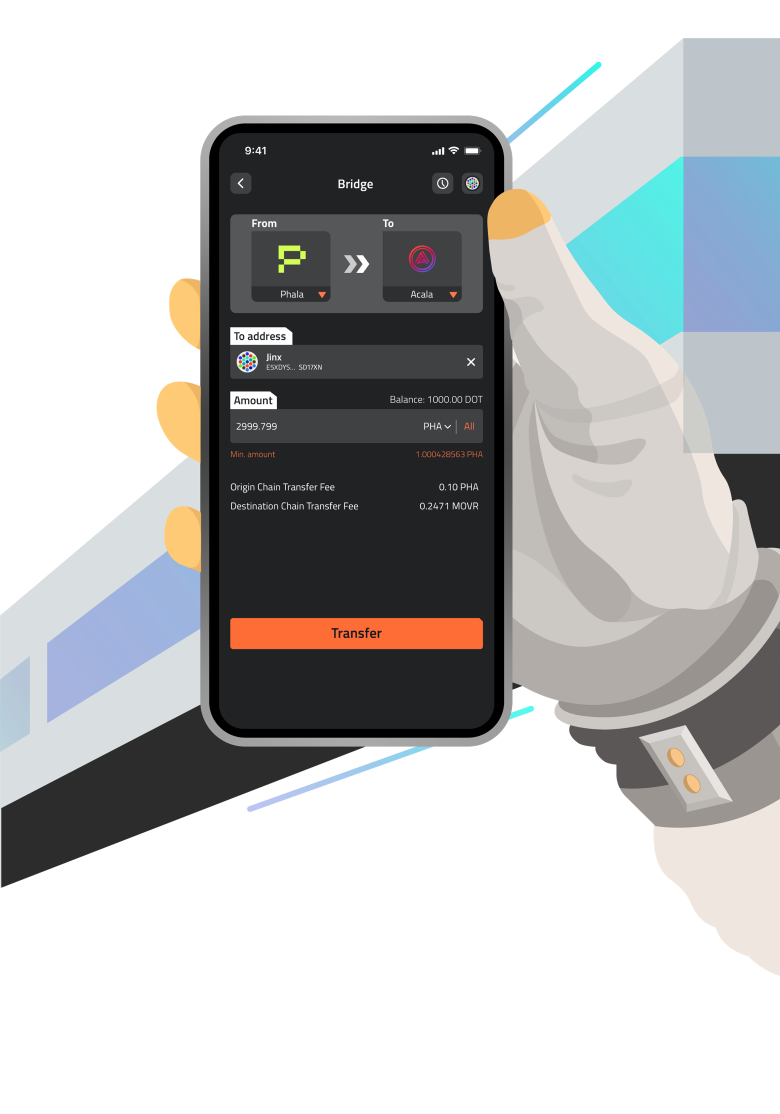 9:41
Bridge
From To
Phala Acala
To address
Jinx
E5XDYS... SD17XN
Amount Balance: 1000.00 DOT
2999.799 PHA All
Min. amount 1.000428563 PHA
Origin Chain Transfer Fee 0.10 PHA
Destination Chain Transfer Fee 0.2471 MOVR
Transfer